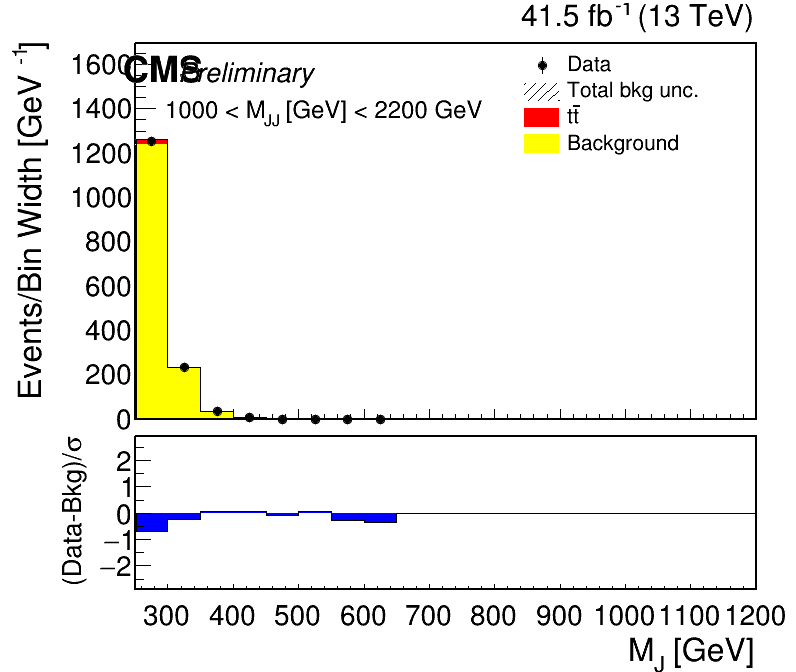 41.5 fb⁻¹ (13 TeV)
CMS Preliminary
1000 < M_JJ [GeV] < 2200 GeV
Data
Total bkg unc.
tt̄
Background
Events/Bin Width [GeV⁻¹]
1600
1400
1200
1000
800
600
400
200
0
(Data-Bkg)/σ
2
1
0
−1
−2
300 400 500 600 700 800 900 1000 1100 1200
M_J [GeV]